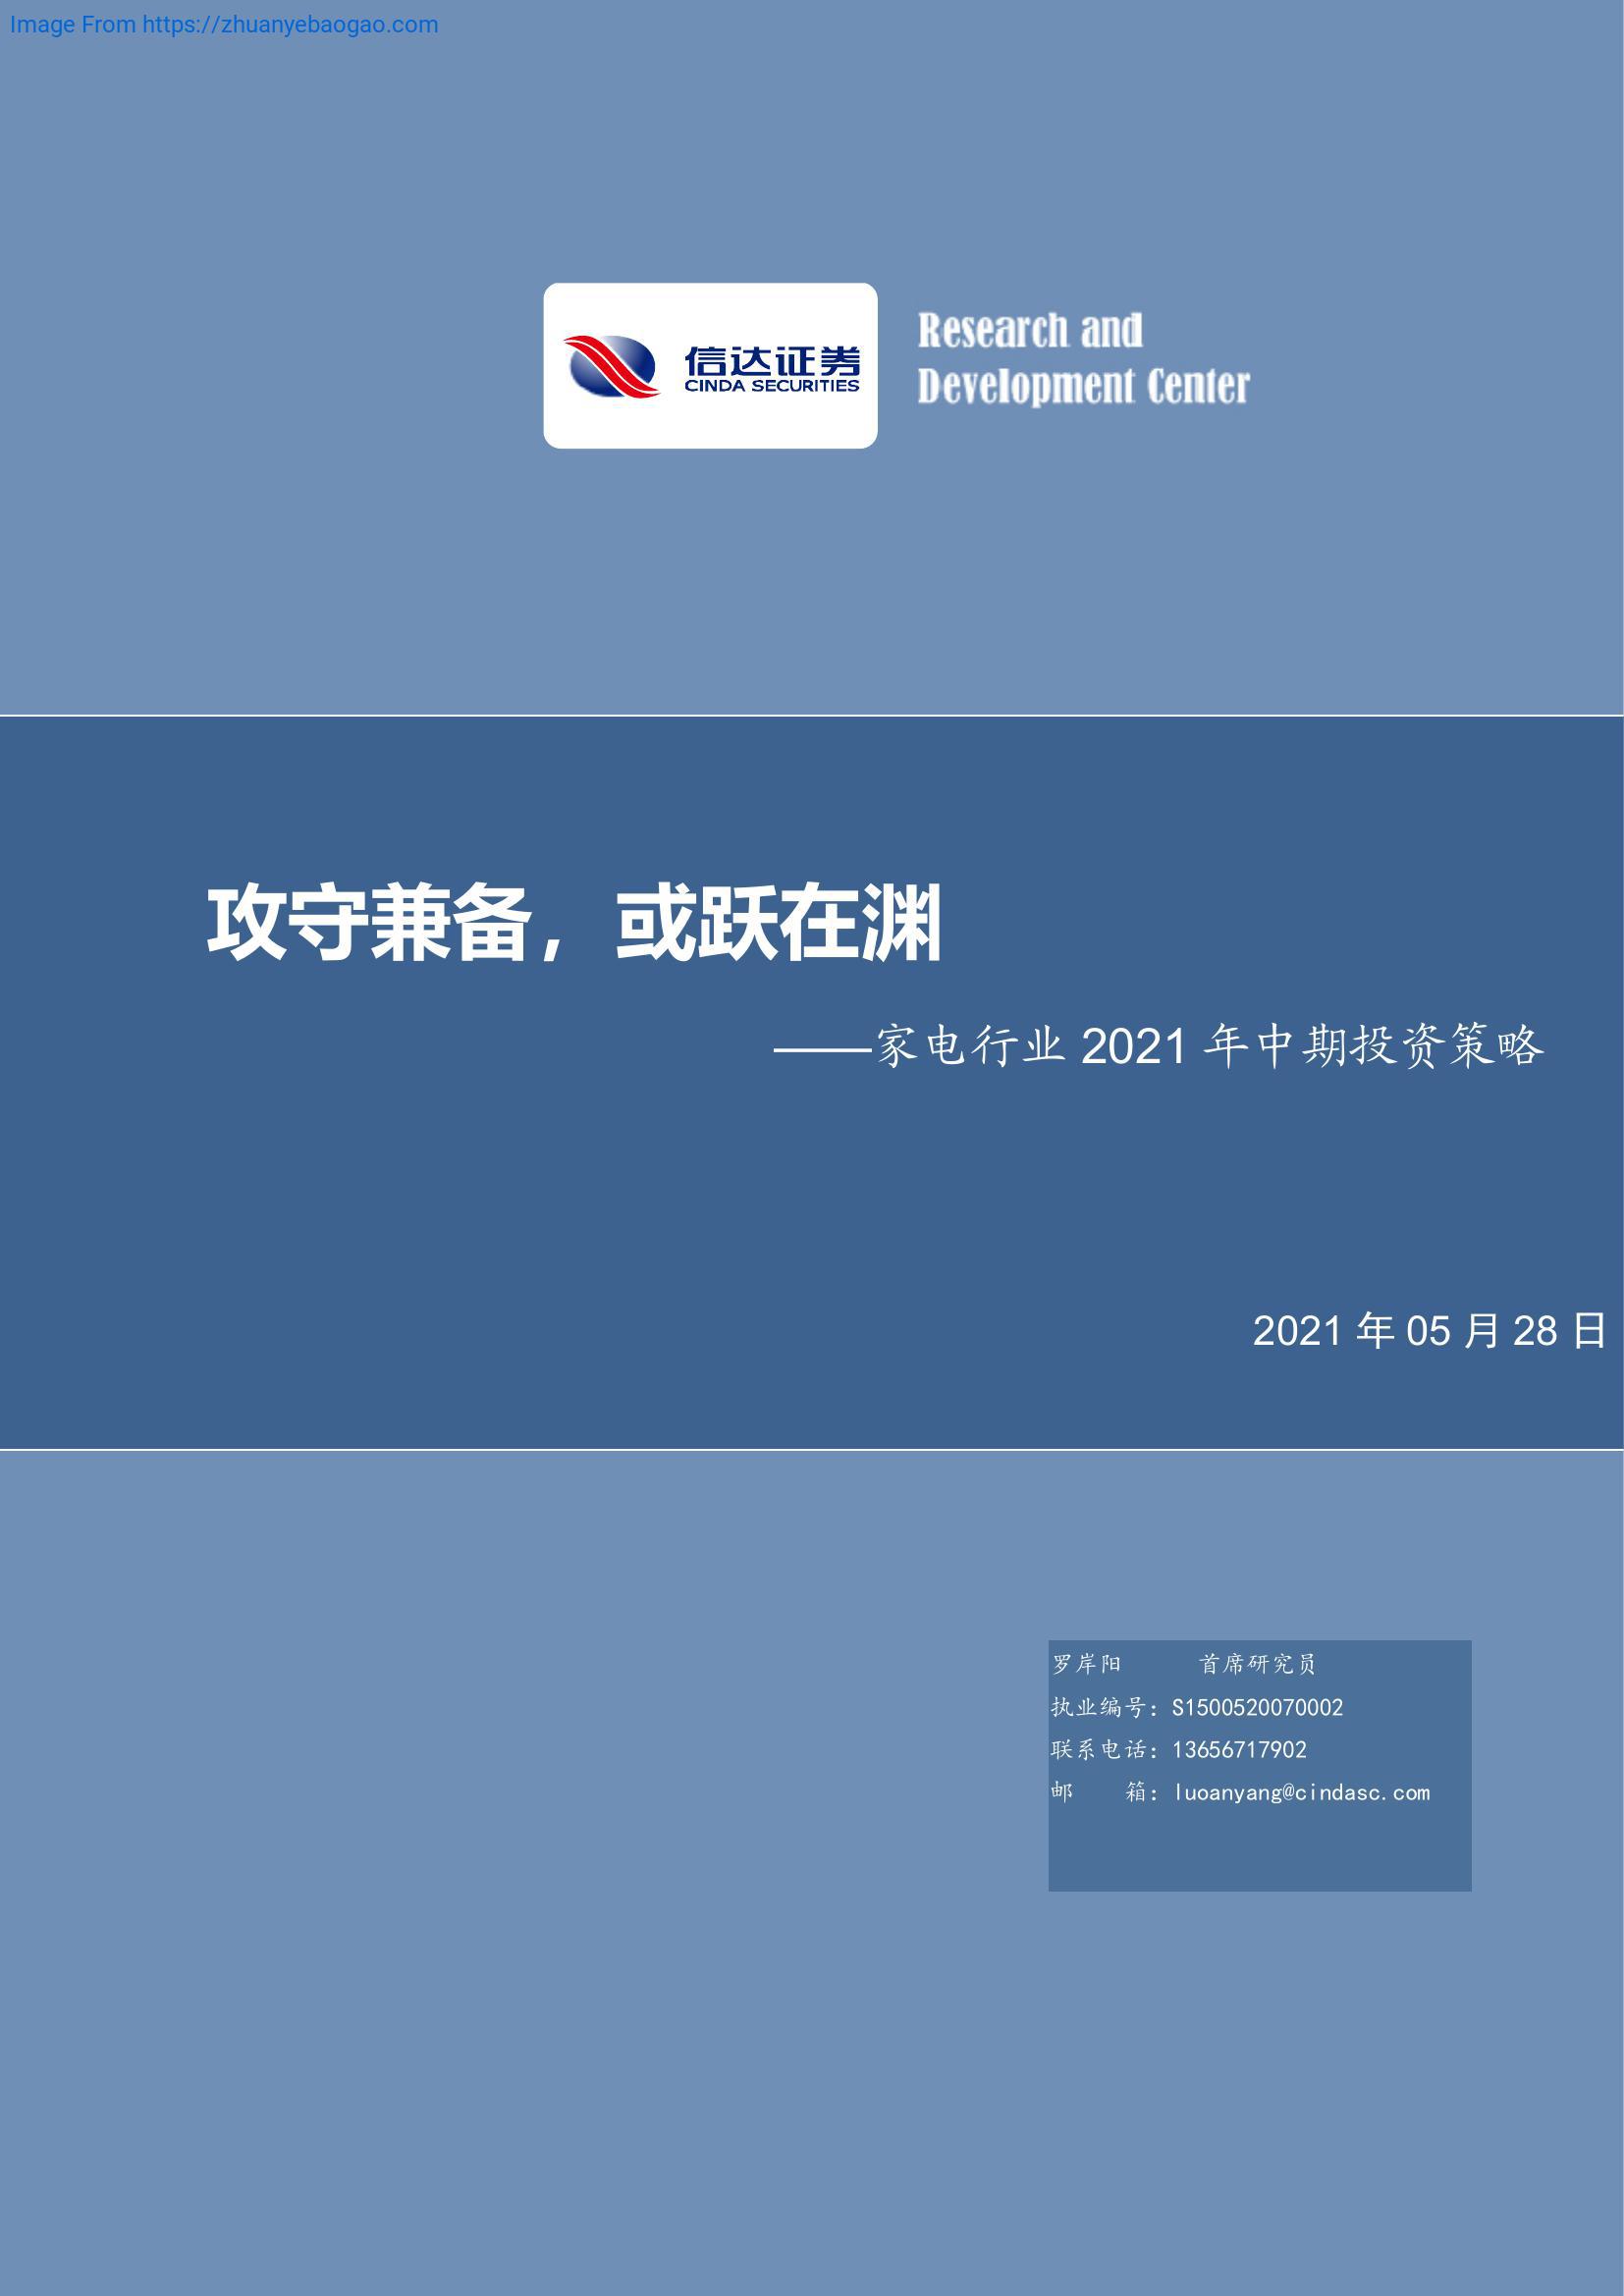 Image From https://zhuanyebaogao.com
信达证券
CINDA SECURITIES
Research and
Development Center
攻守兼备，或跃在渊
——家电行业 2021 年中期投资策略
2021 年 05 月 28 日
罗岸阳 首席研究员
执业编号：S1500520070002
联系电话：13656717902
邮 箱：luoanyang@cindasc.com